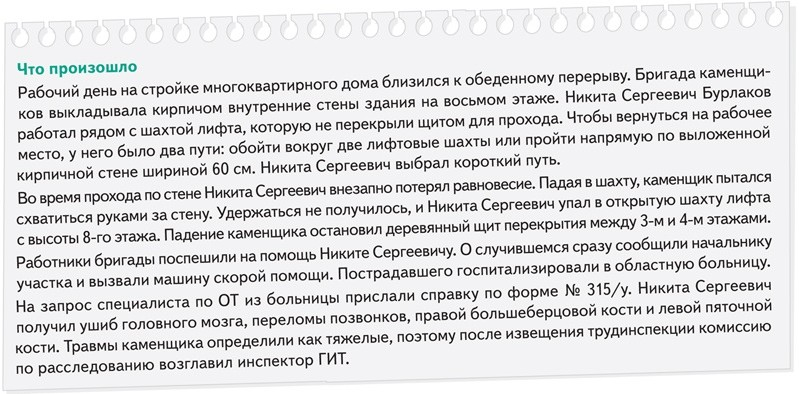 Что произошло
Рабочий день на стройке многоквартирного дома близился к обеденному перерыву. Бригада каменщи-
ков выкладывала кирпичом внутренние стены здания на восьмом этаже. Никита Сергеевич Бурлаков
работал рядом с шахтой лифта, которую не перекрыли щитом для прохода. Чтобы вернуться на рабочее
место, у него было два пути: обойти вокруг две лифтовые шахты или пройти напрямую по выложенной
кирпичной стене шириной 60 см. Никита Сергеевич выбрал короткий путь.
Во время прохода по стене Никита Сергеевич внезапно потерял равновесие. Падая в шахту, каменщик пытался
схватиться руками за стену. Удержаться не получилось, и Никита Сергеевич упал в открытую шахту лифта
с высоты 8-го этажа. Падение каменщика остановил деревянный щит перекрытия между 3-м и 4-м этажами.
Работники бригады поспешили на помощь Никите Сергеевичу. О случившемся сразу сообщили начальнику
участка и вызвали машину скорой помощи. Пострадавшего госпитализировали в областную больницу.
На запрос специалиста по ОТ из больницы прислали справку по форме № 315/у. Никита Сергеевич
получил ушиб головного мозга, переломы позвонков, правой большеберцовой кости и левой пяточной
кости. Травмы каменщика определили как тяжелые, поэтому после извещения трудинспекции комиссию
по расследованию возглавил инспектор ГИТ.